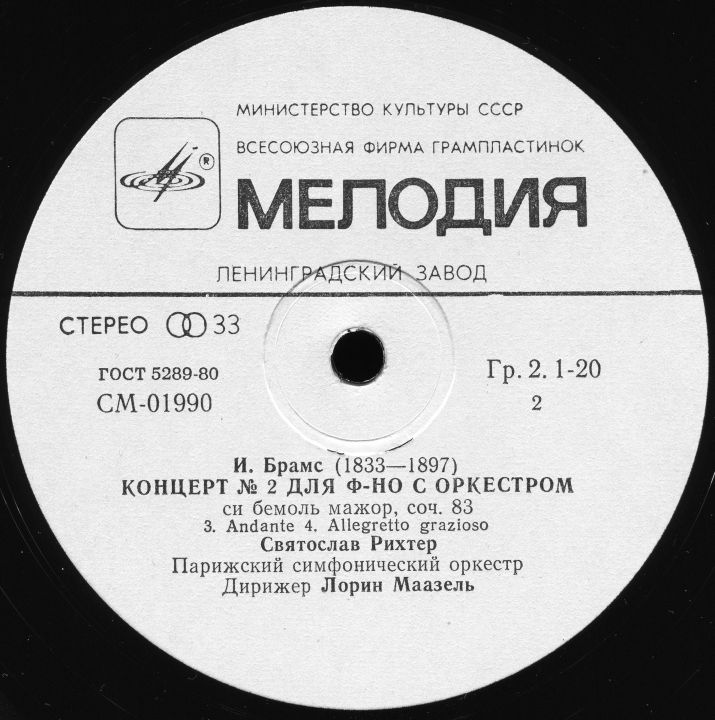 МИНИСТЕРСТВО КУЛЬТУРЫ СССР
ВСЕСОЮЗНАЯ ФИРМА ГРАМПЛАСТИНОК
®
МЕЛОДИЯ
ЛЕНИНГРАДСКИЙ ЗАВОД
СТЕРЕО 33
ГОСТ 5289-80
Гр. 2. 1-20
СМ-01990
2
И. Брамс (1833—1897)
КОНЦЕРТ № 2 ДЛЯ Ф-НО С ОРКЕСТРОМ
си бемоль мажор, соч. 83
3. Andante 4. Allegretto grazioso
Святослав Рихтер
Парижский симфонический оркестр
Дирижер Лорин Маазель